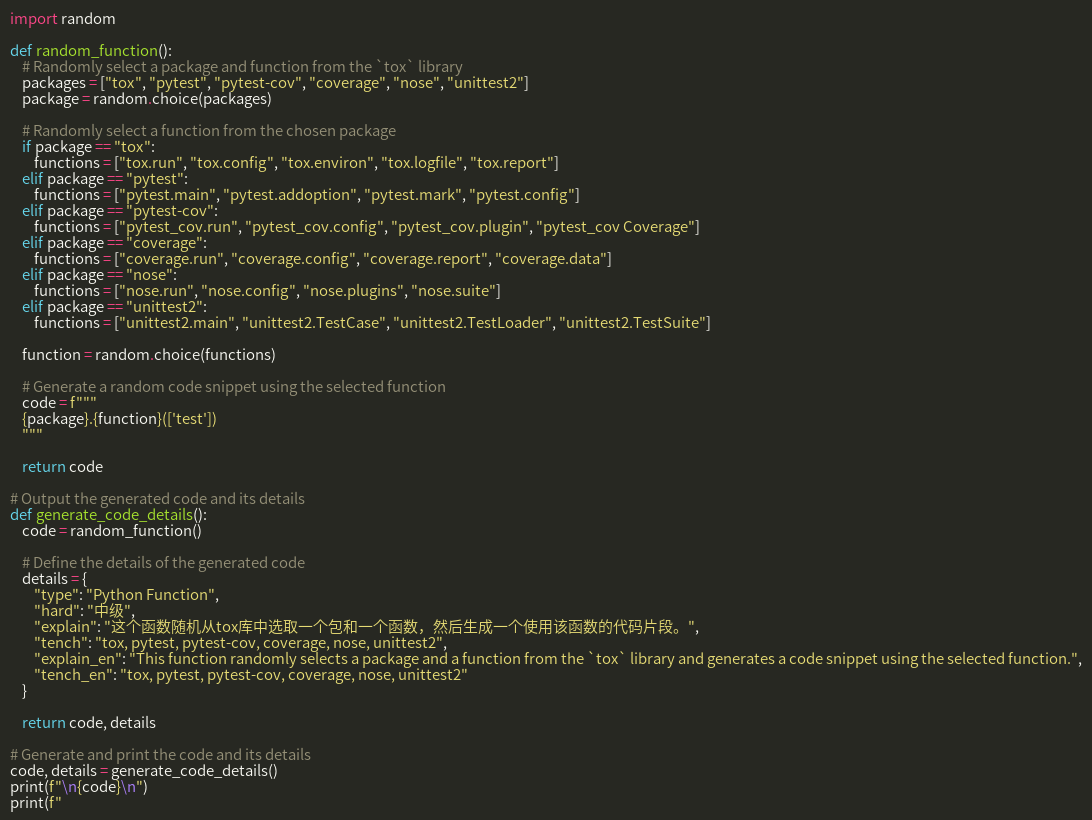 import random
def random_function():
# Randomly select a package and function from the `tox` library
packages = ["tox", "pytest", "pytest-cov", "coverage", "nose", "unittest2"]
package = random.choice(packages)
# Randomly select a function from the chosen package
if package == "tox":
functions = ["tox.run", "tox.config", "tox.environ", "tox.logfile", "tox.report"]
elif package == "pytest":
functions = ["pytest.main", "pytest.addoption", "pytest.mark", "pytest.config"]
elif package == "pytest-cov":
functions = ["pytest_cov.run", "pytest_cov.config", "pytest_cov.plugin", "pytest_cov Coverage"]
elif package == "coverage":
functions = ["coverage.run", "coverage.config", "coverage.report", "coverage.data"]
elif package == "nose":
functions = ["nose.run", "nose.config", "nose.plugins", "nose.suite"]
elif package == "unittest2":
functions = ["unittest2.main", "unittest2.TestCase", "unittest2.TestLoader", "unittest2.TestSuite"]
function = random.choice(functions)
# Generate a random code snippet using the selected function
code = f"""
{package}.{function}(['test'])
"""
return code
# Output the generated code and its details
def generate_code_details():
code = random_function()
# Define the details of the generated code
details = {
"type": "Python Function",
"hard": "中级",
"explain": "这个函数随机从tox库中选取一个包和一个函数，然后生成一个使用该函数的代码片段。",
"tench": "tox, pytest, pytest-cov, coverage, nose, unittest2",
"explain_en": "This function randomly selects a package and a function from the `tox` library and generates a code snippet using the selected function.",
"tench_en": "tox, pytest, pytest-cov, coverage, nose, unittest2"
}
return code, details
# Generate and print the code and its details
code, details = generate_code_details()
print(f"\n{code}\n")
print(f"